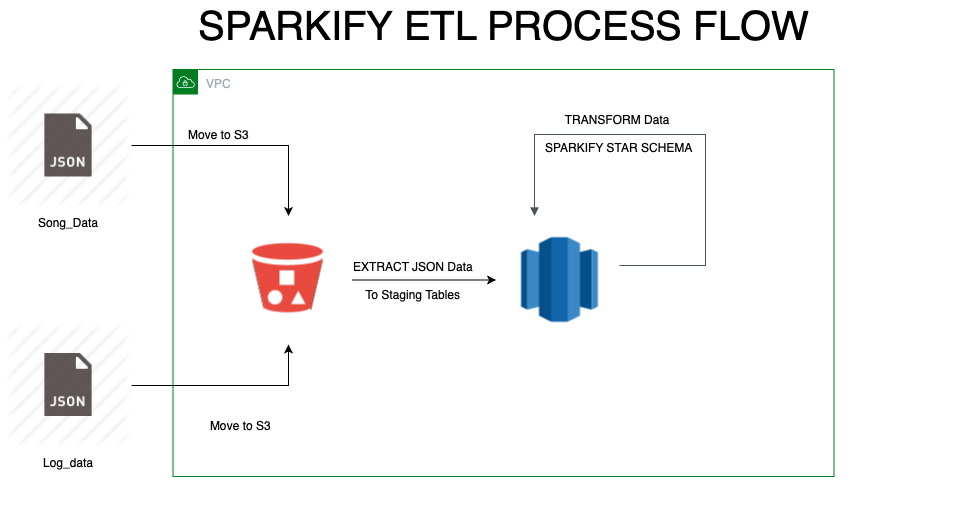 SPARKIFY ETL PROCESS FLOW
VPC
TRANSFORM Data
Move to S3
SPARKIFY STAR SCHEMA
JSON
Song_Data
EXTRACT JSON Data
To Staging Tables
JSON
Move to S3
Log_data